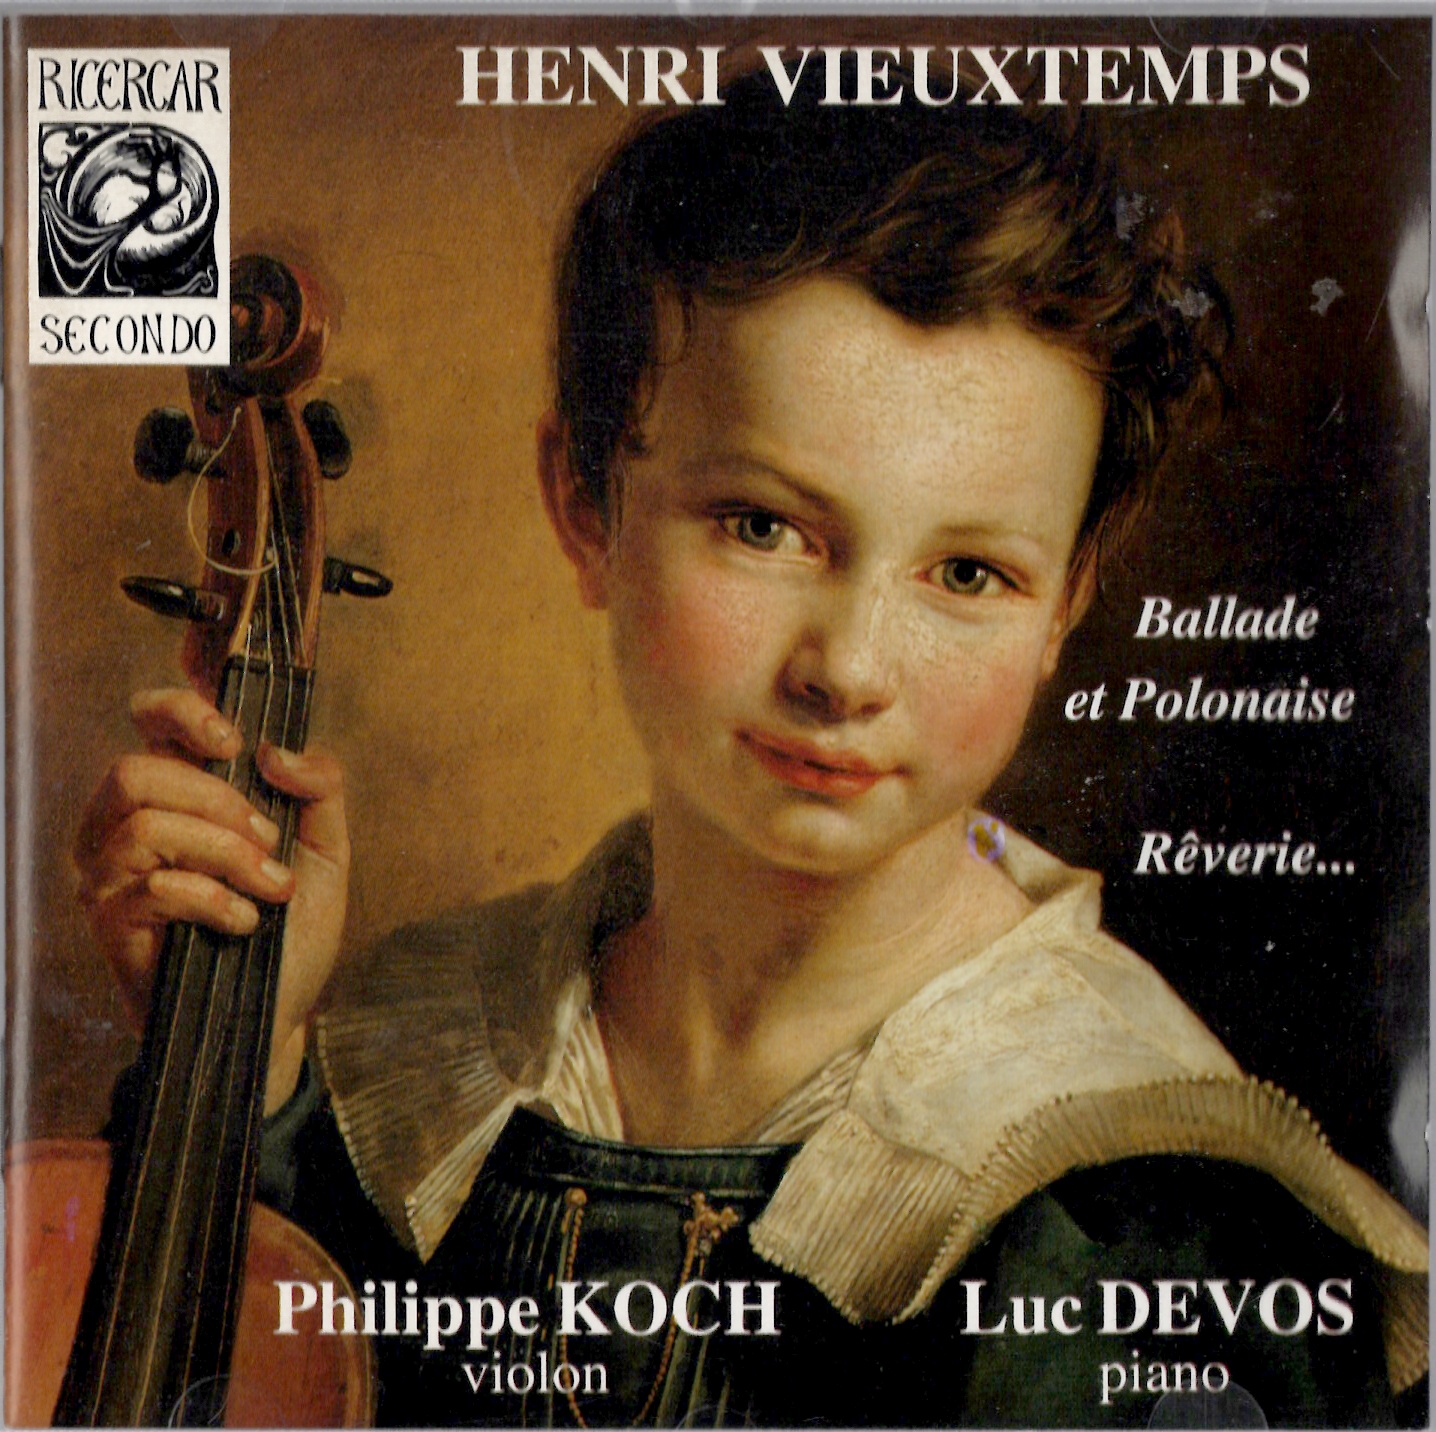 RICERCAR
SECONDO
HENRI VIEUXTEMPS
Ballade
et Polonaise
Rêverie...
Philippe KOCH
violon
Luc DEVOS
piano